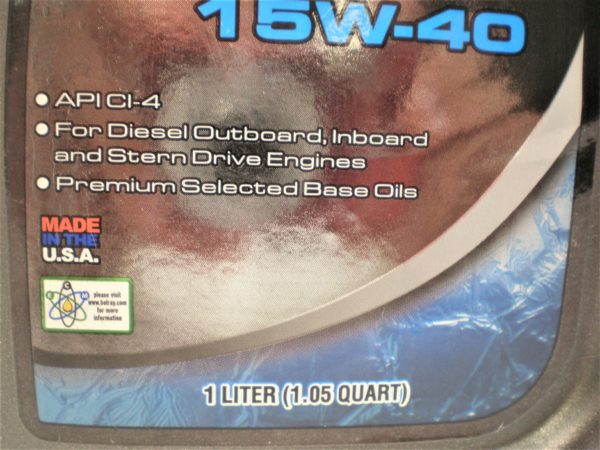 15W-40
• API CI-4
• For Diesel Outboard, Inboard
and Stern Drive Engines
• Premium Selected Base Oils
MADE
IN THE
U.S.A.
please visit
www.belray.com
for more
information
1 LITER (1.05 QUART)